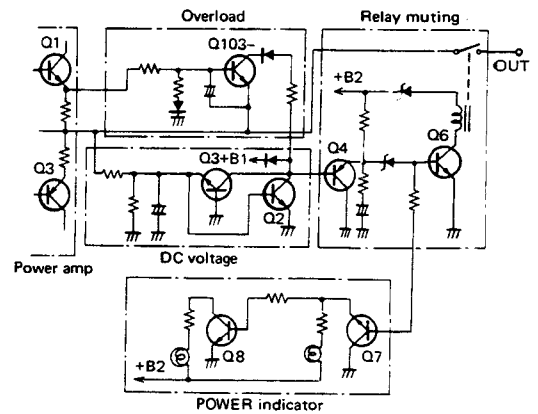 Overload
Relay muting
Q1
Q103-
OUT
+B2
Q3
Q3+B1
Q4
Q6
Q2
Power amp
DC voltage
Q8
Q7
+B2
POWER indicator